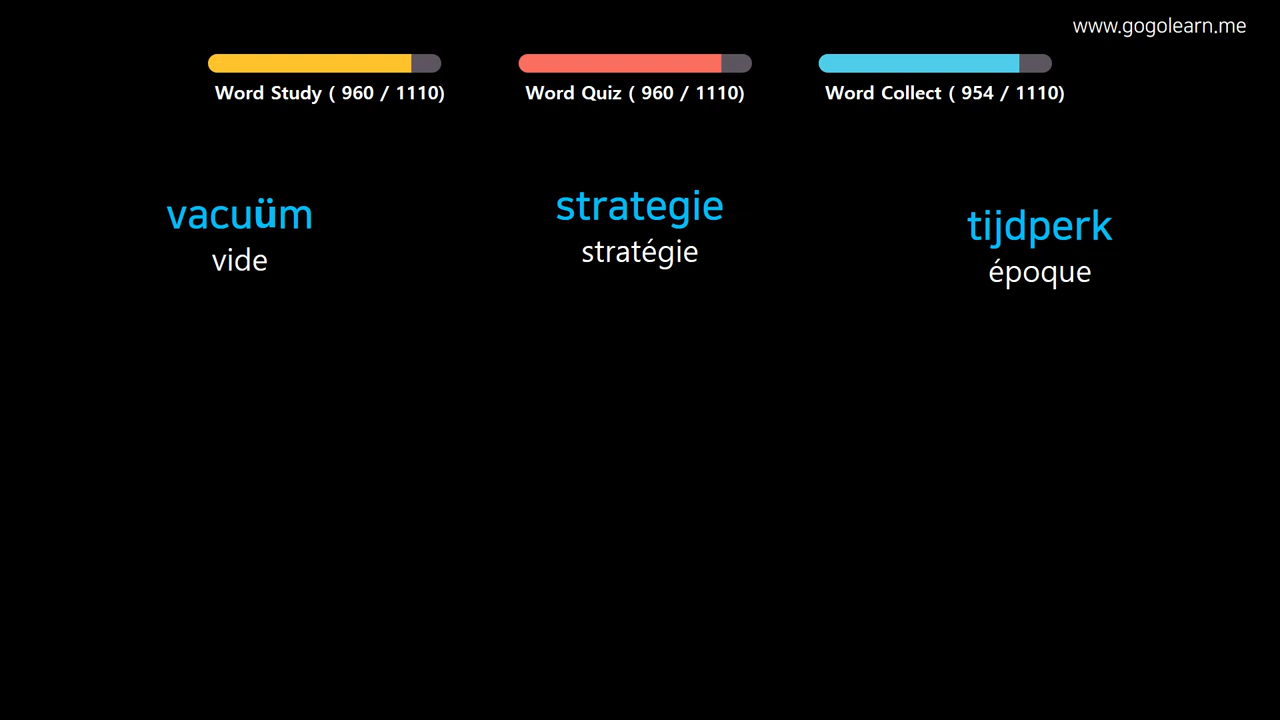 www.gogolearn.me
Word Study ( 960 / 1110)
Word Quiz ( 960 / 1110)
Word Collect ( 954 / 1110)
vacuüm
vide
strategie
stratégie
tijdperk
époque